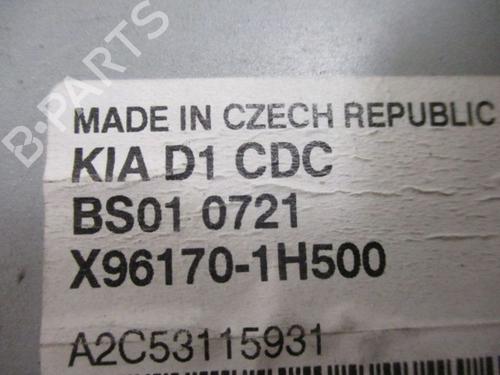 B-PARTS
MADE IN CZECH REPUBLIC
KIA D1 CDC
BS01 0721
X96170-1H500
A2C53115931